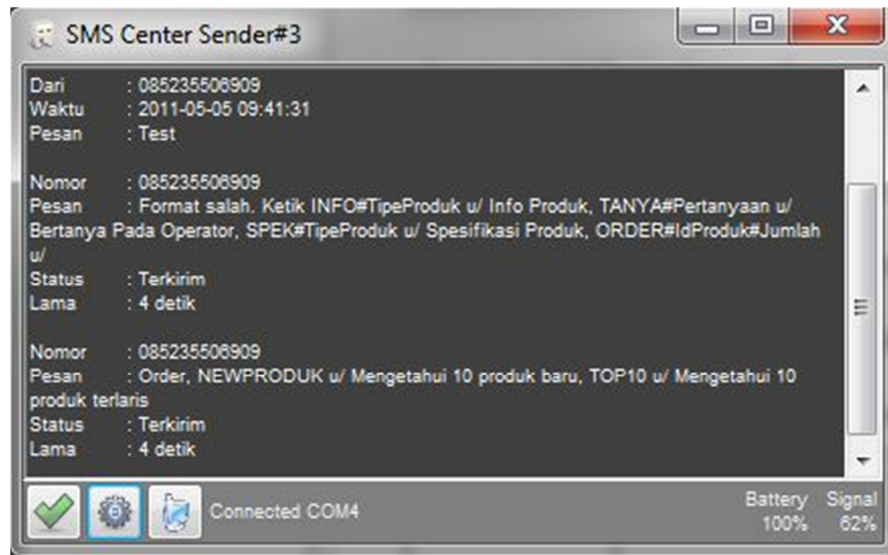 SMS Center Sender#3
Dari : 085235506909
Waktu : 2011-05-05 09:41:31
Pesan : Test
Nomor : 085235506909
Pesan : Format salah. Ketik INFO#TipeProduk u/ Info Produk, TANYA#Pertanyaan u/
Bertanya Pada Operator, SPEK#TipeProduk u/ Spesifikasi Produk, ORDER#IdProduk#Jumlah
u/
Status : Terkirim
Lama : 4 detik
Nomor : 085235506909
Pesan : Order, NEWPRODUK u/ Mengetahui 10 produk baru, TOP10 u/ Mengetahui 10
produk terlaris
Status : Terkirim
Lama : 4 detik
Connected COM4
Battery Signal
100% 62%